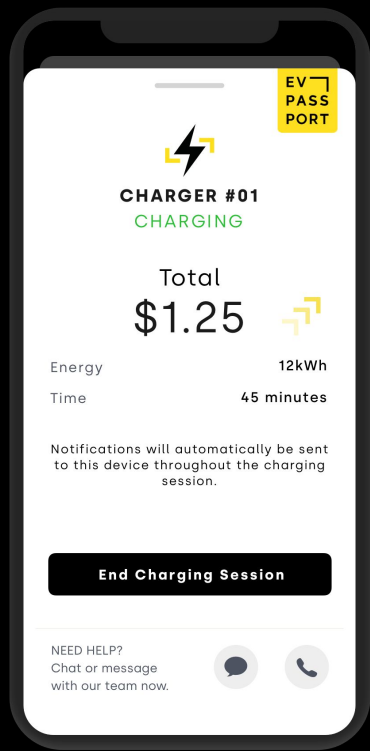 EV
PASS
PORT
CHARGER #01
CHARGING
Total
$1.25
Energy 12kWh
Time 45 minutes
Notifications will automatically be sent
to this device throughout the charging
session.
End Charging Session
NEED HELP?
Chat or message
with our team now.